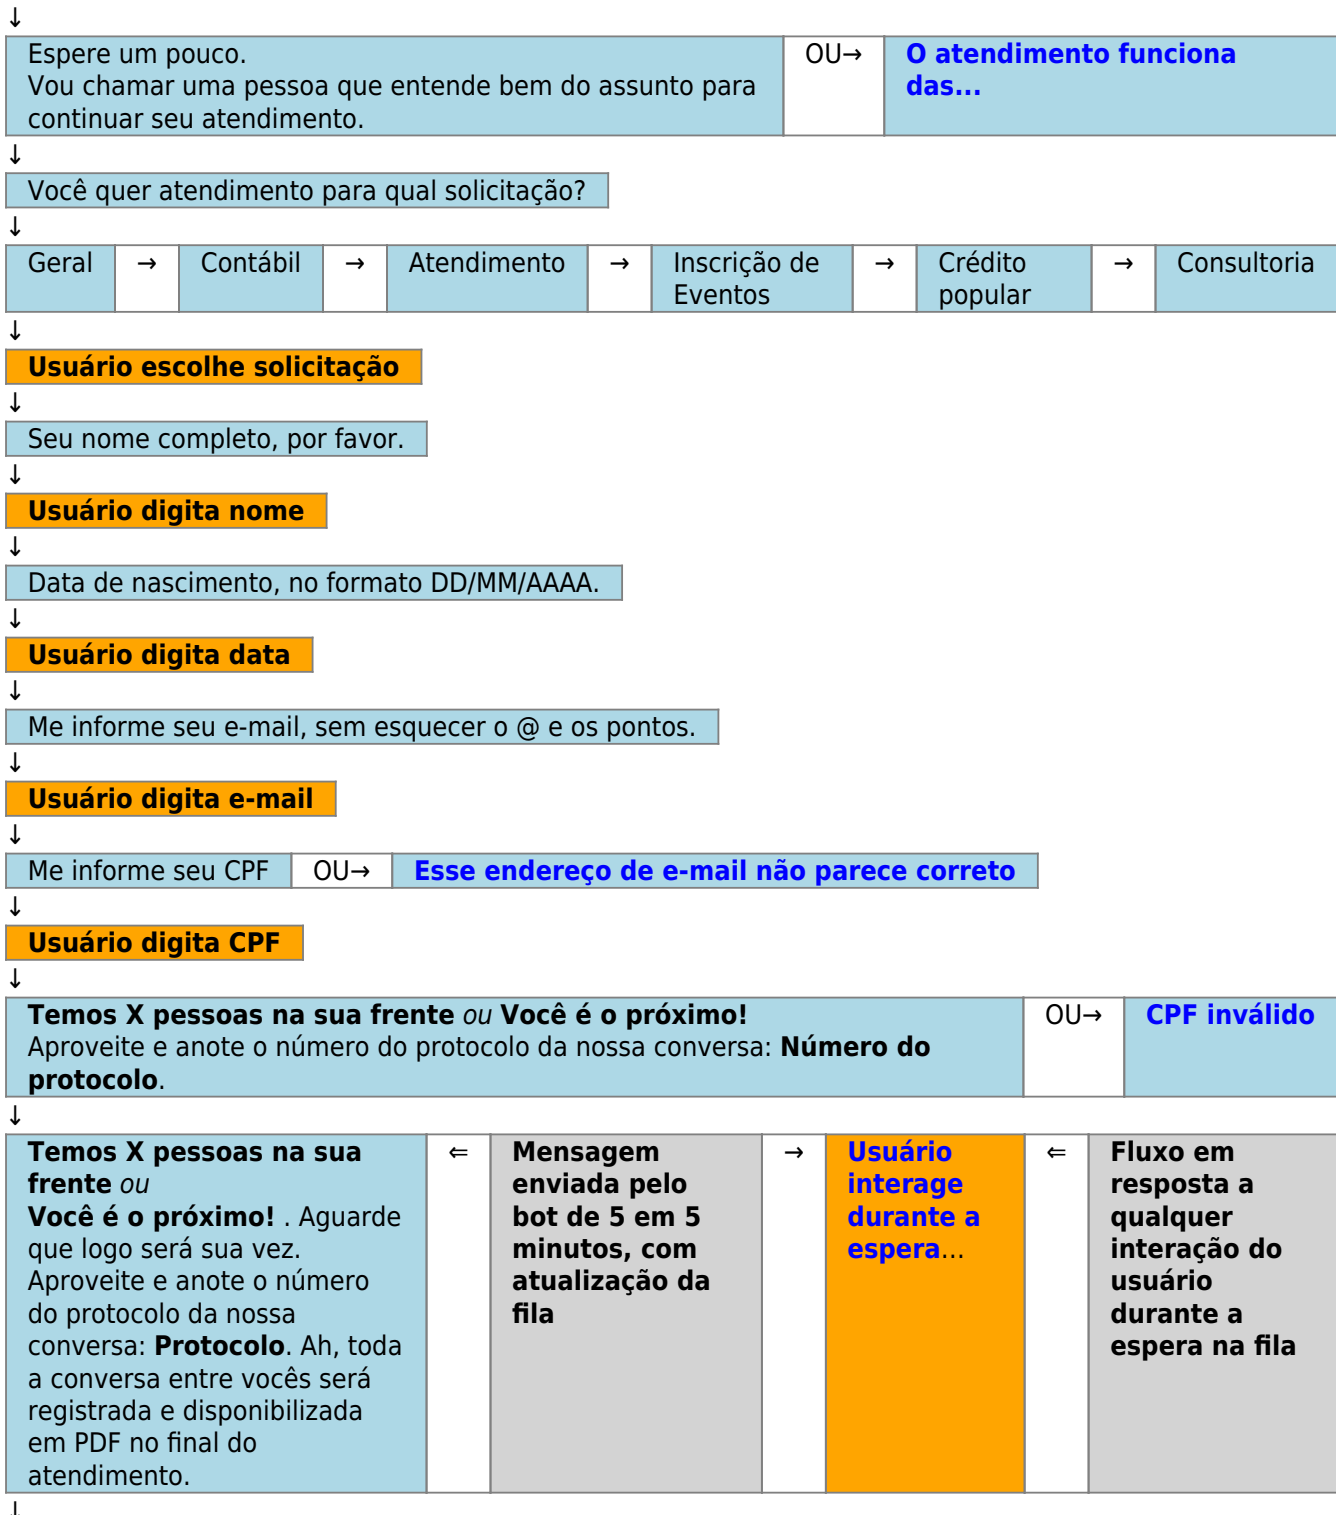 ↓
Espere um pouco.
Vou chamar uma pessoa que entende bem do assunto para
continuar seu atendimento.
OU→
O atendimento funciona
das...
↓
Você quer atendimento para qual solicitação?
↓
Geral
→
Contábil
→
Atendimento
→
Inscrição de
Eventos
→
Crédito
popular
→
Consultoria
↓
Usuário escolhe solicitação
↓
Seu nome completo, por favor.
↓
Usuário digita nome
↓
Data de nascimento, no formato DD/MM/AAAA.
↓
Usuário digita data
↓
Me informe seu e-mail, sem esquecer o @ e os pontos.
↓
Usuário digita e-mail
↓
Me informe seu CPF
OU→
Esse endereço de e-mail não parece correto
↓
Usuário digita CPF
↓
Temos X pessoas na sua frente ou Você é o próximo!
Aproveite e anote o número do protocolo da nossa conversa: Número do
protocolo.
OU→
CPF inválido
↓
Temos X pessoas na sua
frente ou
Você é o próximo! . Aguarde
que logo será sua vez.
Aproveite e anote o número
do protocolo da nossa
conversa: Protocolo. Ah, toda
a conversa entre vocês será
registrada e disponibilizada
em PDF no final do
atendimento.
⇐
Mensagem
enviada pelo
bot de 5 em 5
minutos, com
atualização da
fila
→
Usuário
interage
durante a
espera...
⇐
Fluxo em
resposta a
qualquer
interação do
usuário
durante a
espera na fila
↓